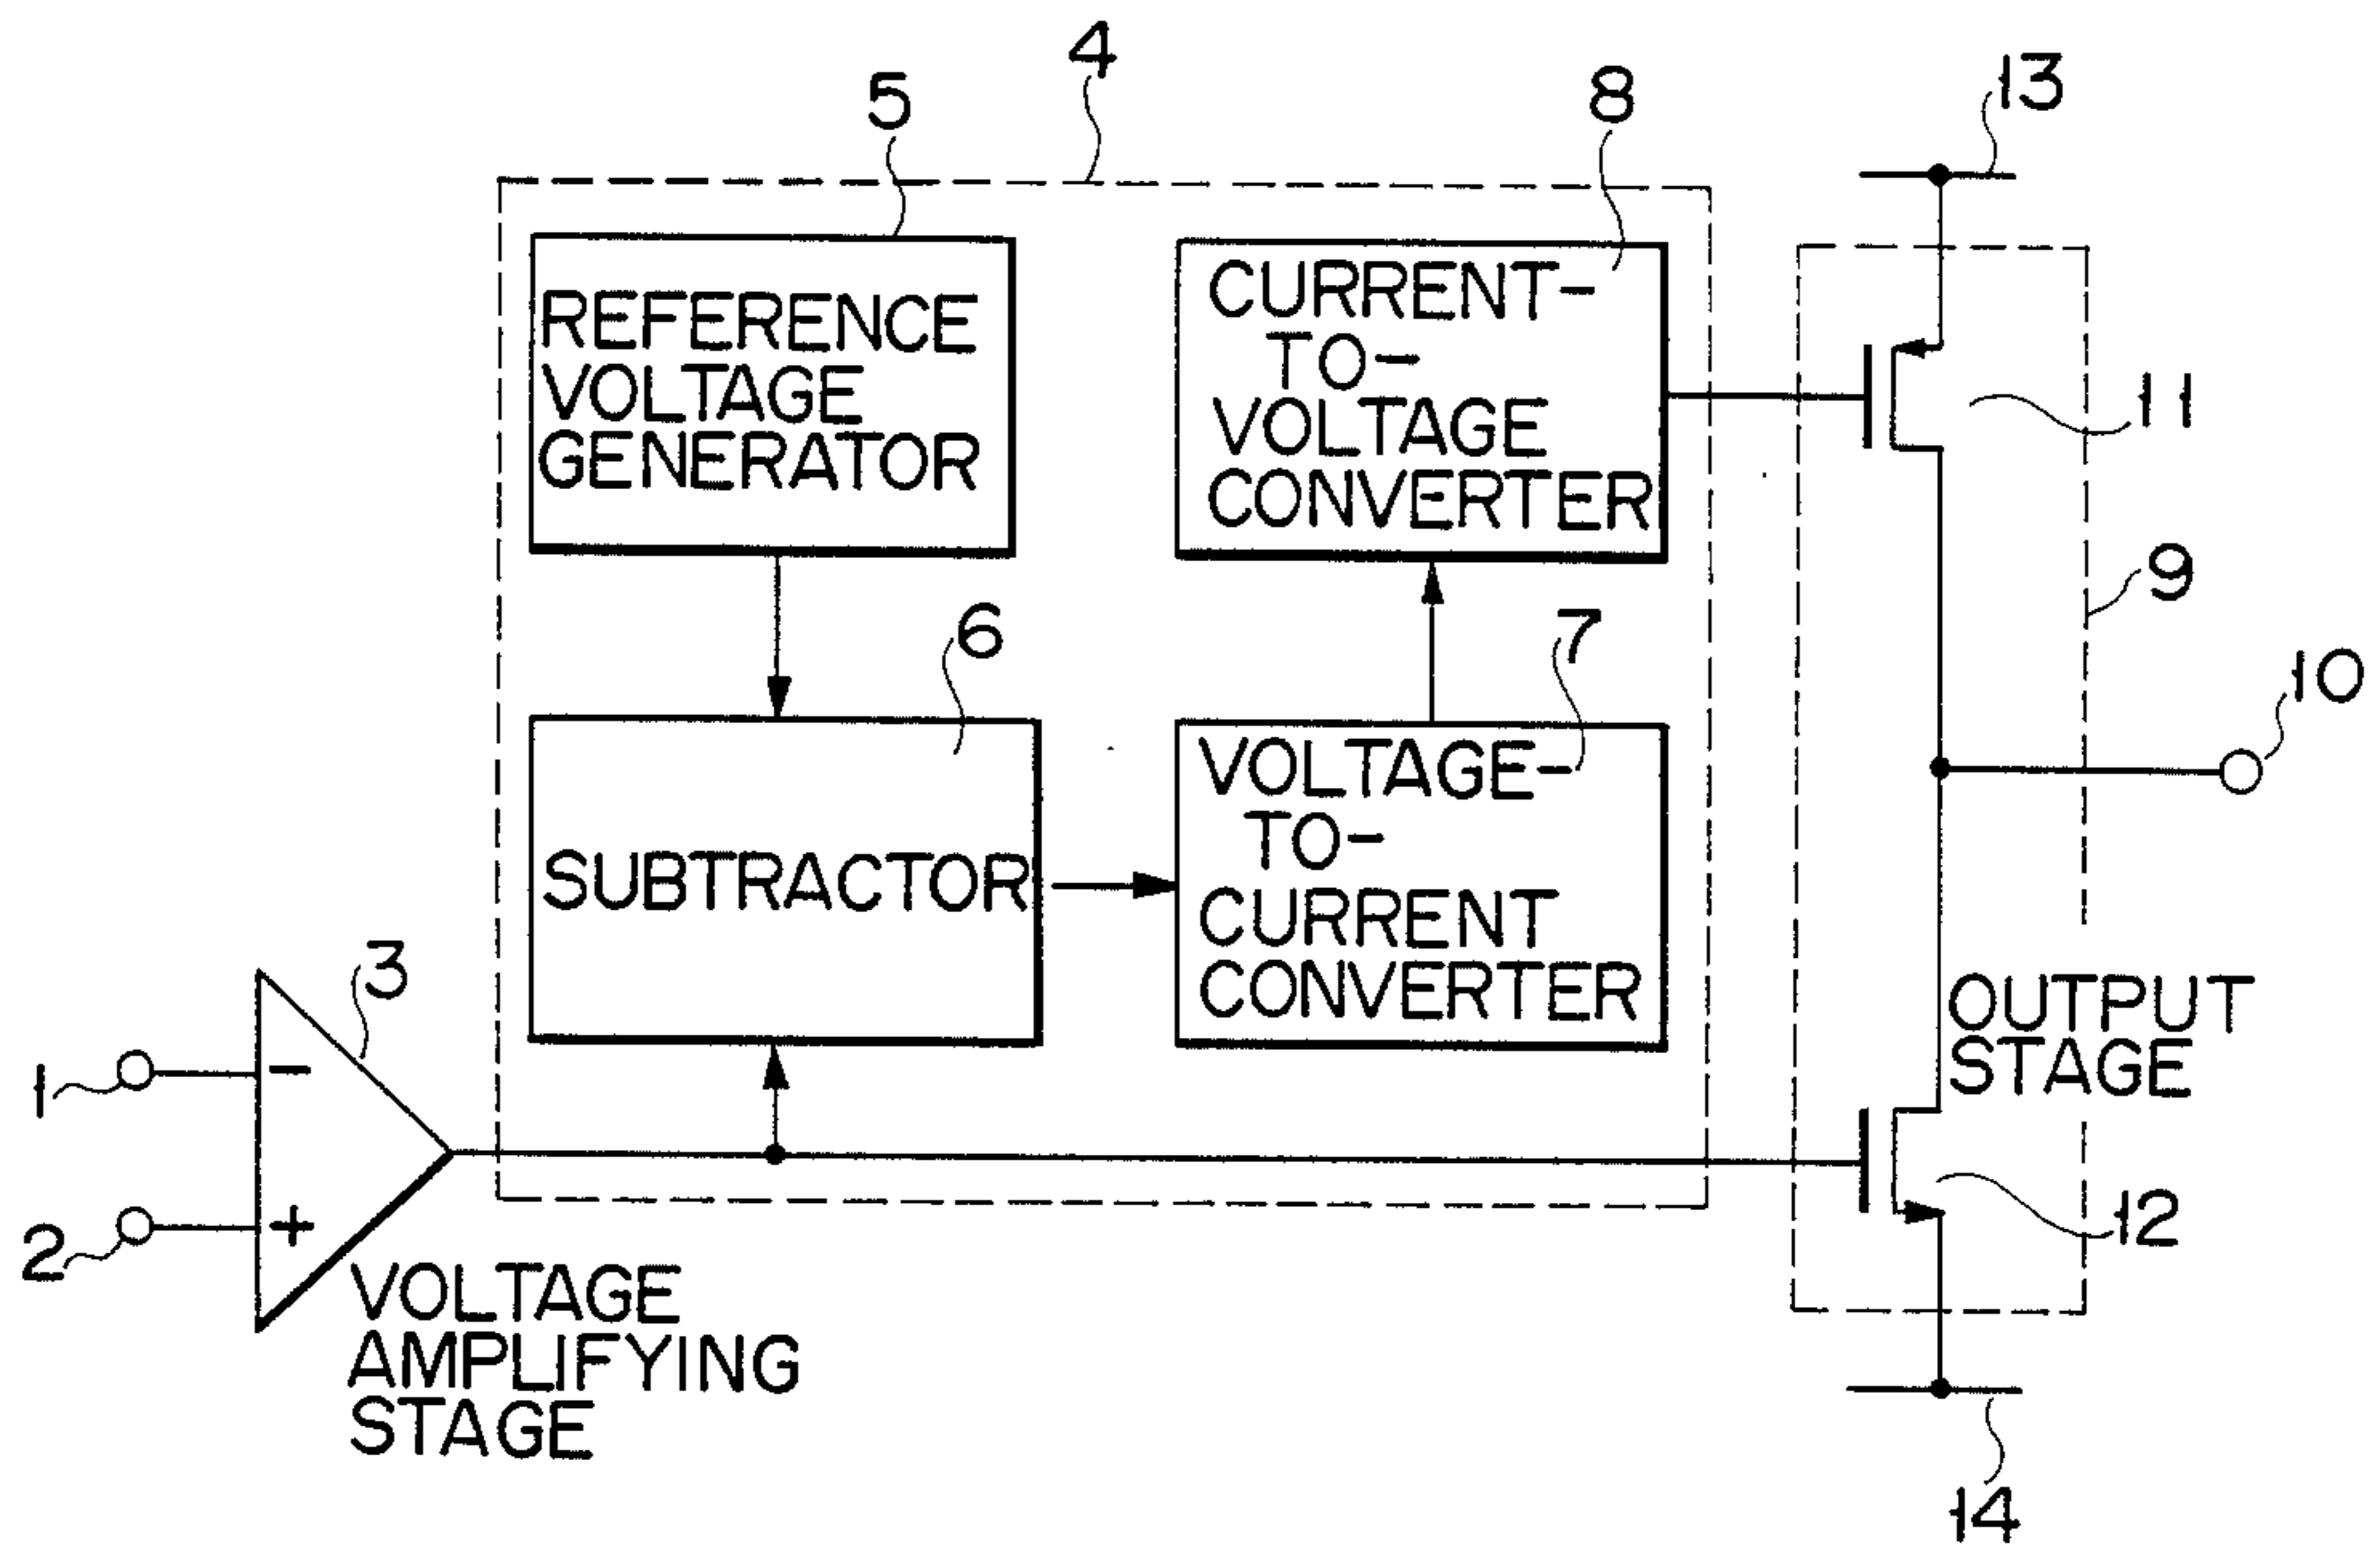 4
5
8
13
REFERENCE
VOLTAGE
GENERATOR
CURRENT-
TO-
VOLTAGE
CONVERTER
11
9
6
7
10
SUBTRACTOR
VOLTAGE-
TO-
CURRENT
CONVERTER
3
1
2
-
+
OUTPUT
STAGE
12
VOLTAGE
AMPLIFYING
STAGE
14